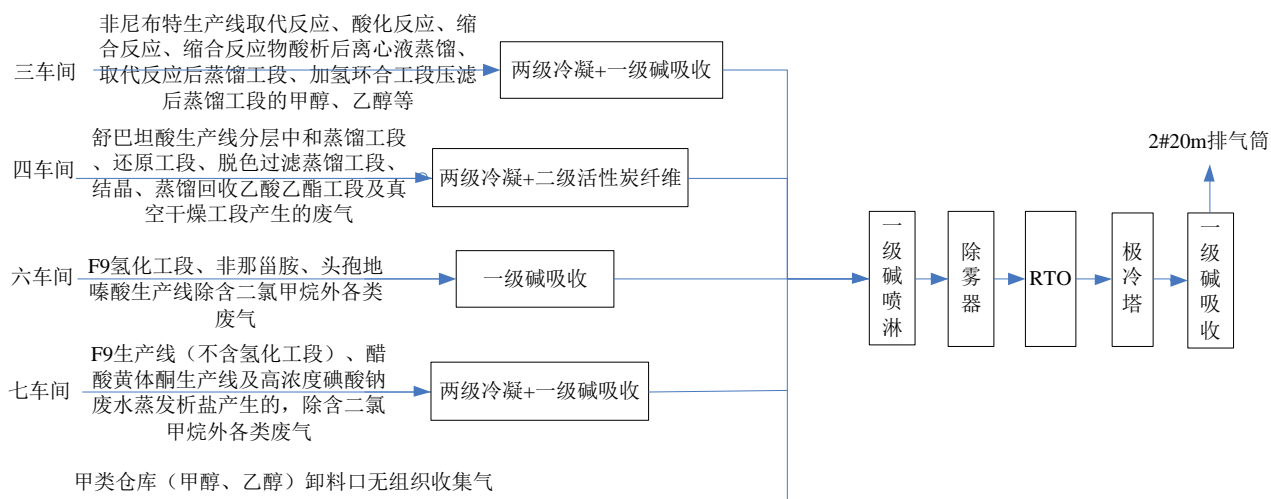 三车间
非尼布特生产线取代反应、酸化反应、缩
合反应、缩合反应物酸析后离心液蒸馏、
取代反应后蒸馏工段、加氢环合工段压滤
后蒸馏工段的甲醇、乙醇等
两级冷凝+一级碱吸收
四车间
舒巴坦酸生产线分层中和蒸馏工段
、还原工段、脱色过滤蒸馏工段、
结晶、蒸馏回收乙酸乙酯工段及真
空干燥工段产生的废气
两级冷凝+二级活性炭纤维
六车间
F9氢化工段、非那甾胺、头孢地
嗪酸生产线除含二氯甲烷外各类
废气
一级碱吸收
七车间
F9生产线（不含氢化工段）、醋
酸黄体酮生产线及高浓度碘酸钠
废水蒸发析盐产生的，除含二氯
甲烷外各类废气
两级冷凝+一级碱吸收
甲类仓库（甲醇、乙醇）卸料口无组织收集气
一级碱喷淋
除雾器
RTO
极冷塔
一级碱吸收
2#20m排气筒